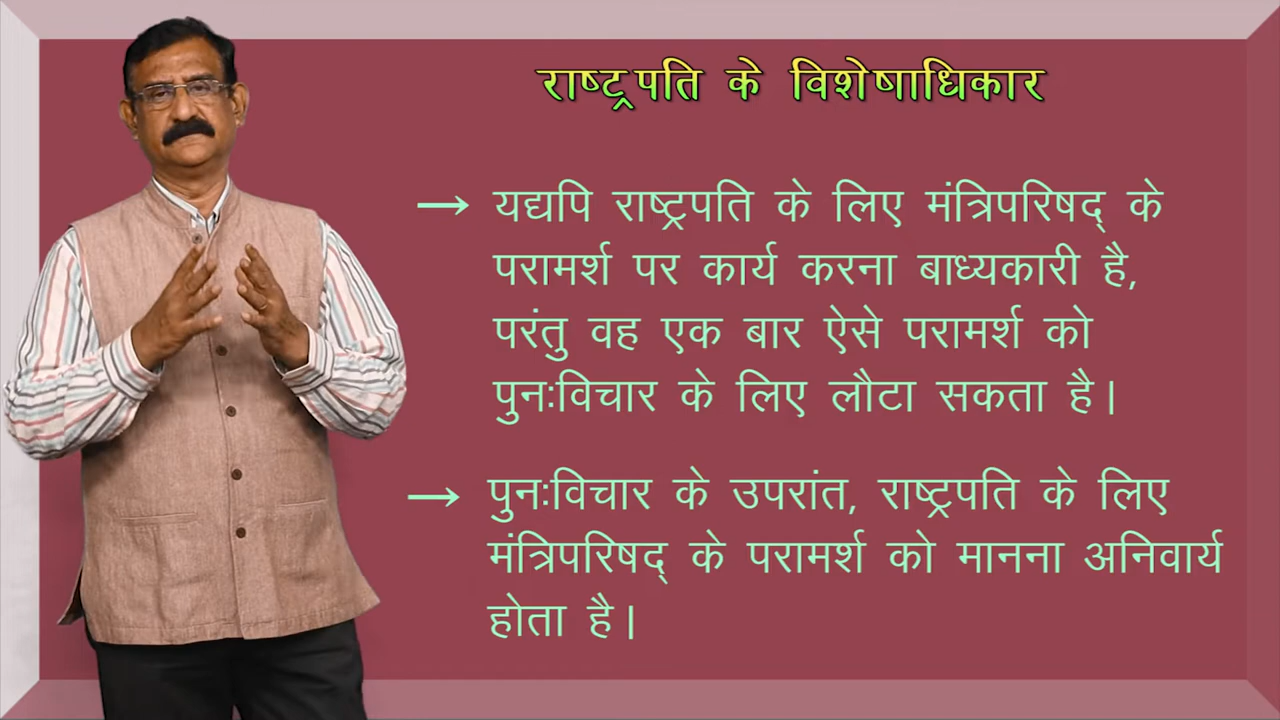 राष्ट्रपति के विशेषाधिकार
→ यद्यपि राष्ट्रपति के लिए मंत्रिपरिषद् के
परामर्श पर कार्य करना बाध्यकारी है,
परंतु वह एक बार ऐसे परामर्श को
पुनःविचार के लिए लौटा सकता है।
→ पुनःविचार के उपरांत, राष्ट्रपति के लिए
मंत्रिपरिषद् के परामर्श को मानना अनिवार्य
होता है।